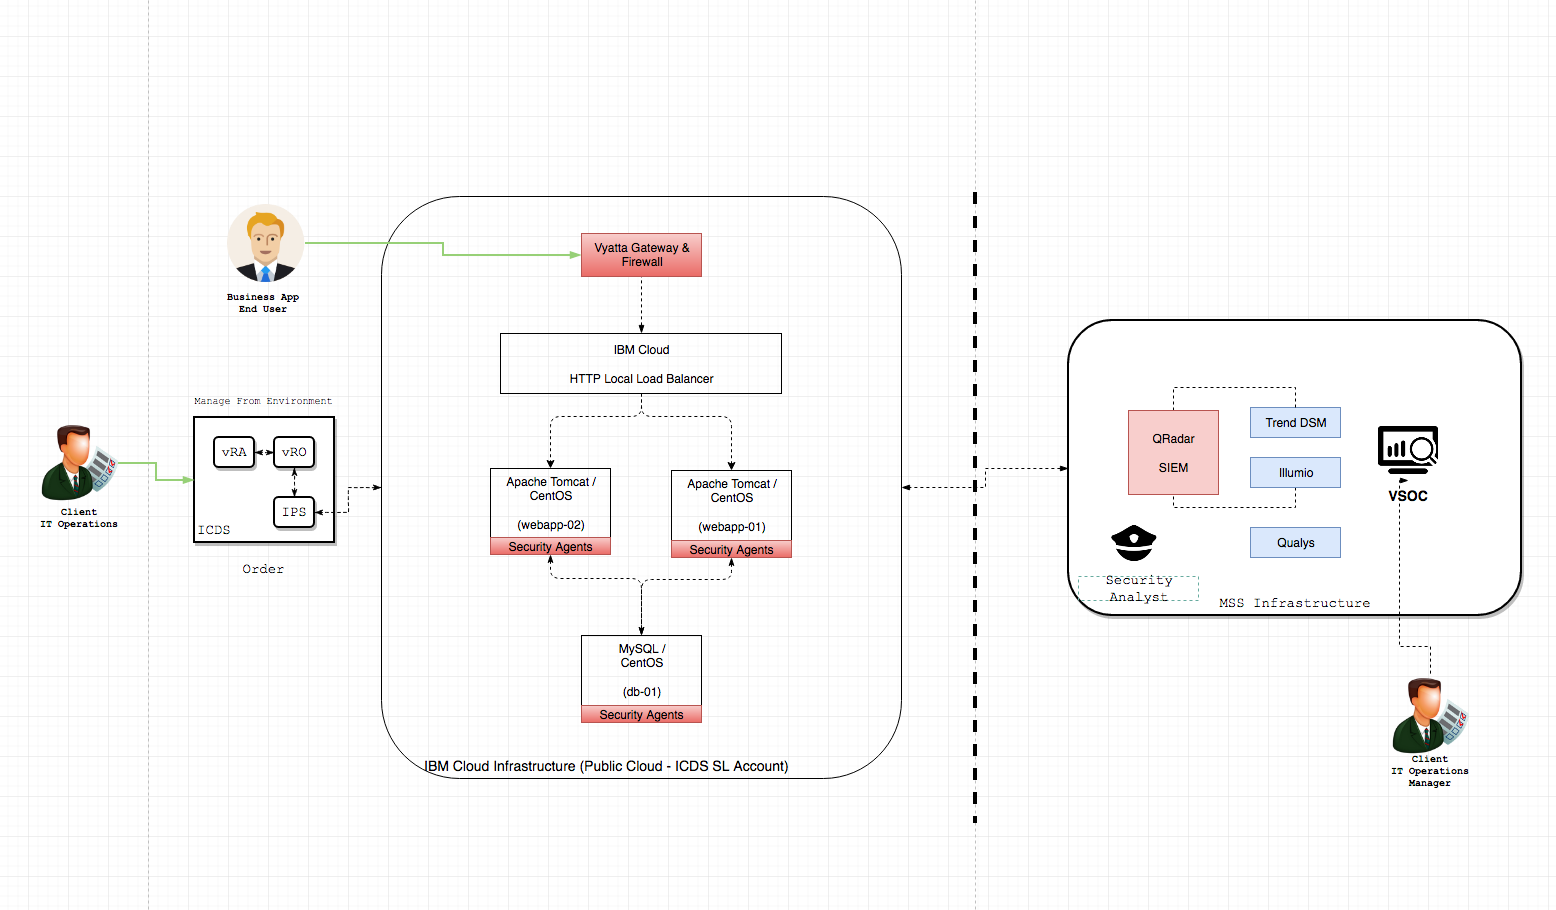 Business App
End User
Manage From Environment
vRA
vRO
IPS
ICDS
Order
Client
IT Operations
Vyatta Gateway &
Firewall
IBM Cloud
HTTP Local Load Balancer
Apache Tomcat /
CentOS
(webapp-02)
Security Agents
Apache Tomcat /
CentOS
(webapp-01)
Security Agents
MySQL /
CentOS
(db-01)
Security Agents
IBM Cloud Infrastructure (Public Cloud - ICDS SL Account)
QRadar
SIEM
Trend DSM
Illumio
Qualys
VSOC
Security
Analyst
MSS Infrastructure
Client
IT Operations
Manager